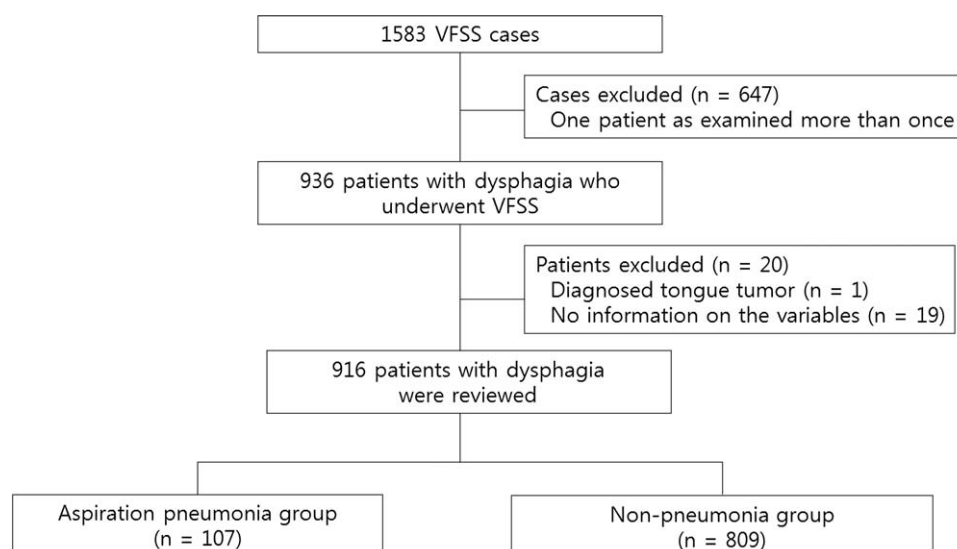 1583 VFSS cases
Cases excluded (n = 647)
One patient as examined more than once
936 patients with dysphagia who
underwent VFSS
Patients excluded (n = 20)
Diagnosed tongue tumor (n = 1)
No information on the variables (n = 19)
916 patients with dysphagia
were reviewed
Aspiration pneumonia group
(n = 107)
Non-pneumonia group
(n = 809)